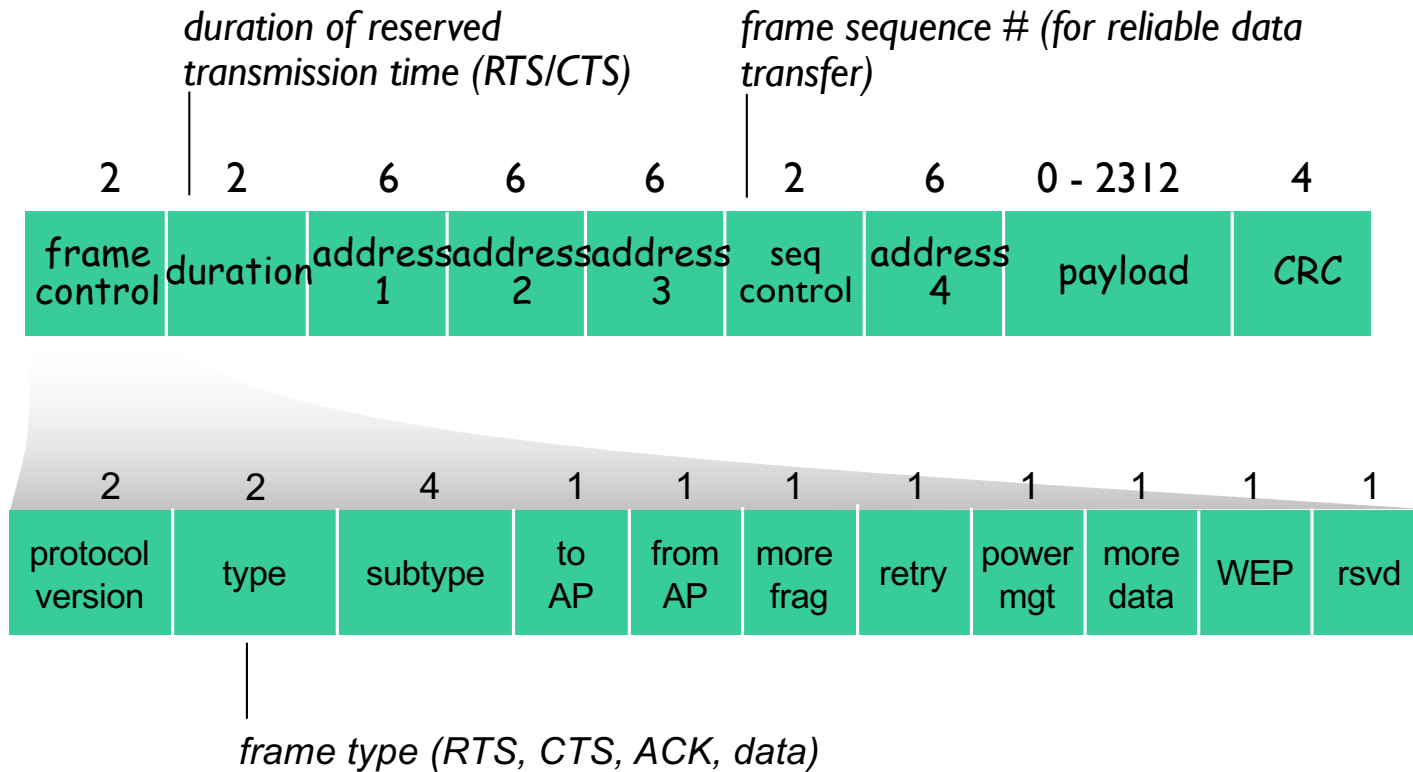 duration of reserved
transmission time (RTS/CTS)
frame sequence # (for reliable data
transfer)
2 2 6 6 6 2 6 0 - 2312 4
frame
control
duration
address
1
address
2
address
3
seq
control
address
4
payload
CRC
2 2 4 1 1 1 1 1 1 1 1
protocol
version
type
subtype
to
AP
from
AP
more
frag
retry
power
mgt
more
data
WEP
rsvd
frame type (RTS, CTS, ACK, data)